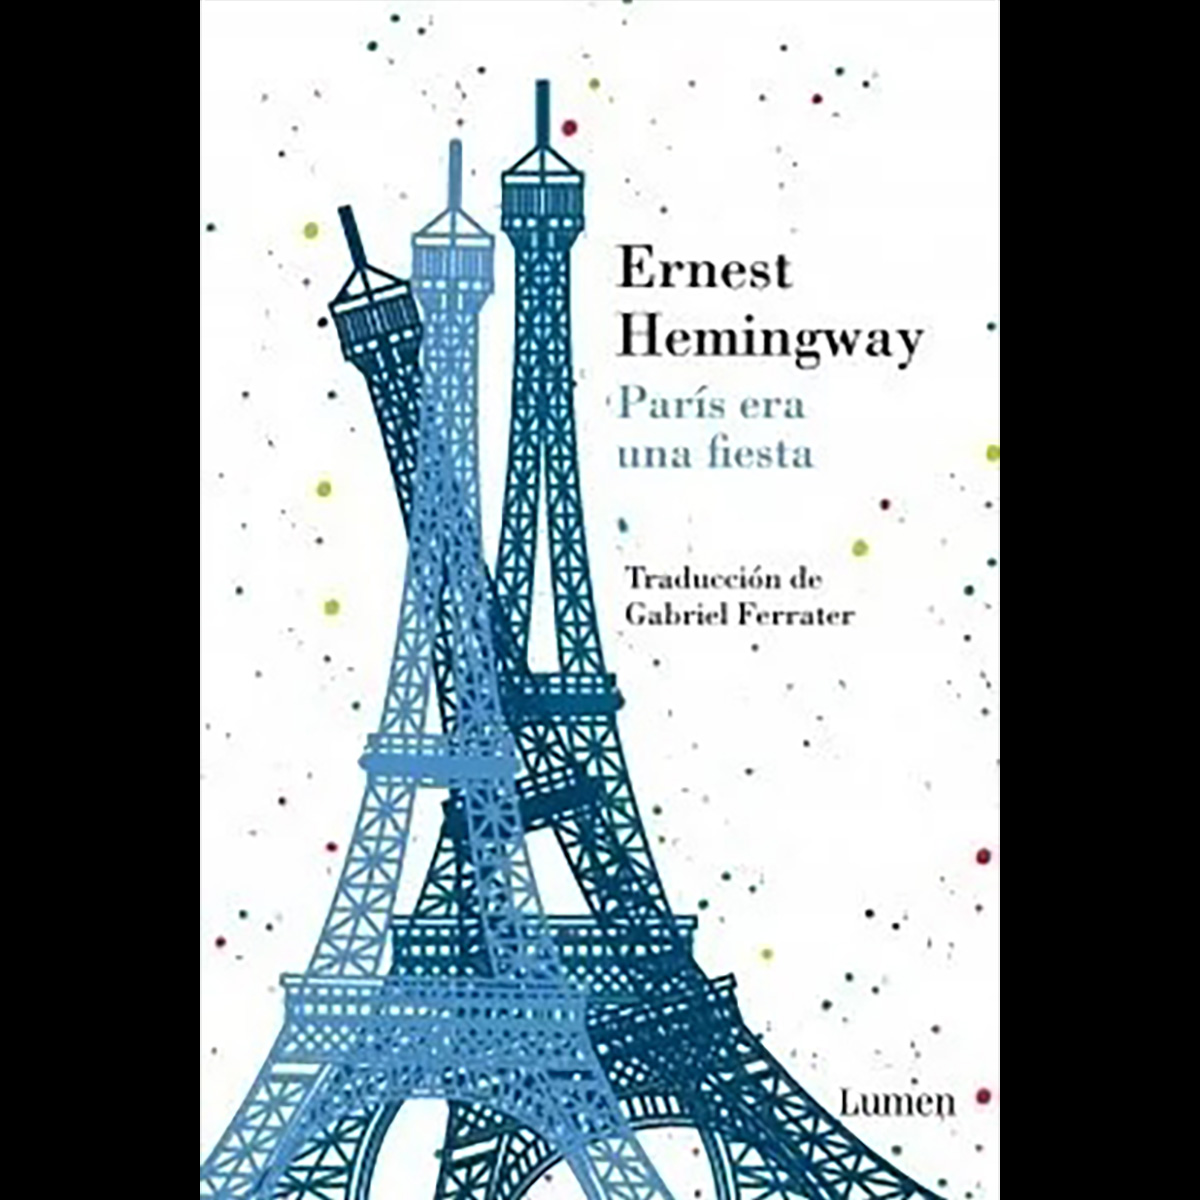 Ernest
Hemingway
París era
una fiesta
Traducción de
Gabriel Ferrater
Lumen